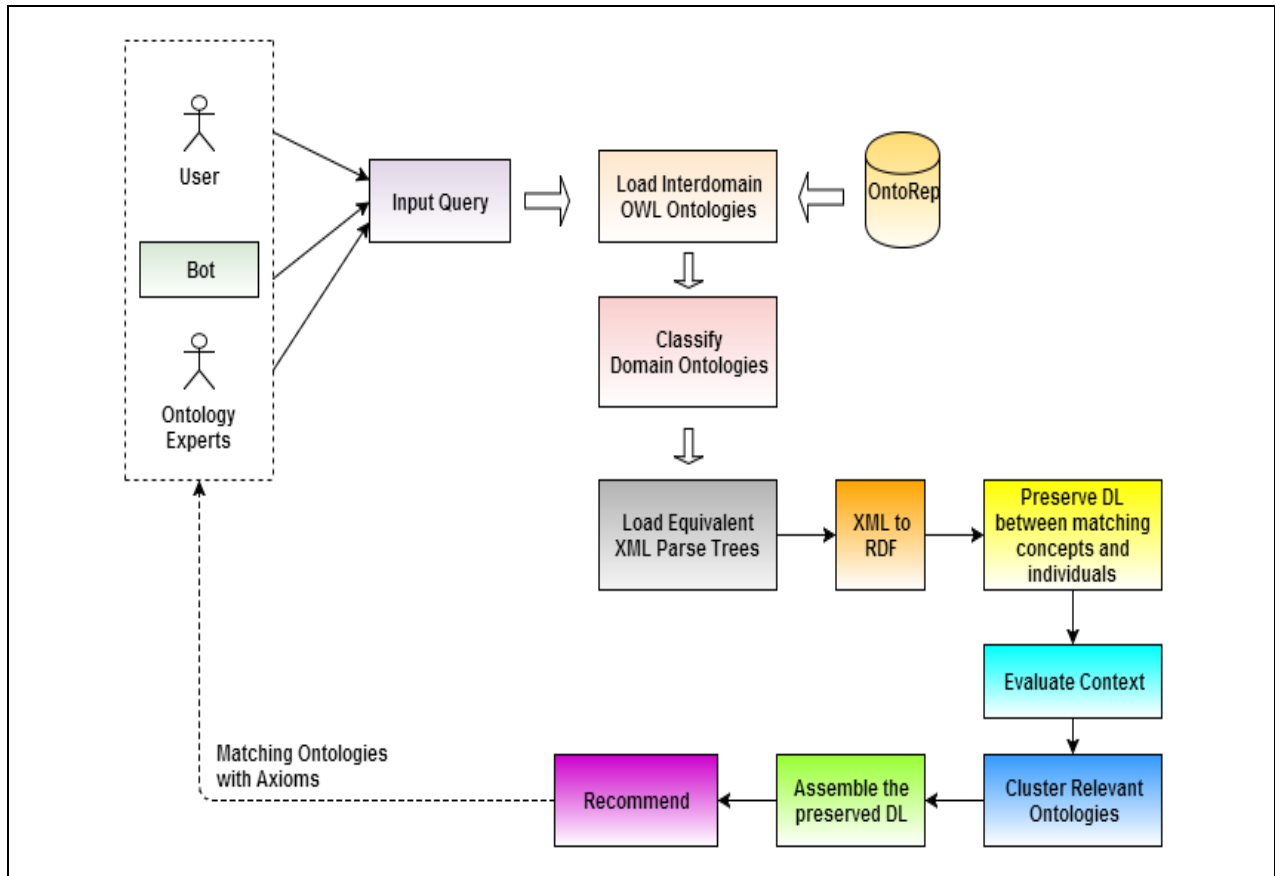 User
Bot
Ontology
Experts
Input Query
Load Interdomain
OWL Ontologies
OntoRep
Classify
Domain Ontologies
Load Equivalent
XML Parse Trees
XML to
RDF
Preserve DL
between matching
concepts and
individuals
Evaluate Context
Cluster Relevant
Ontologies
Assemble the
preserved DL
Recommend
Matching Ontologies
with Axioms